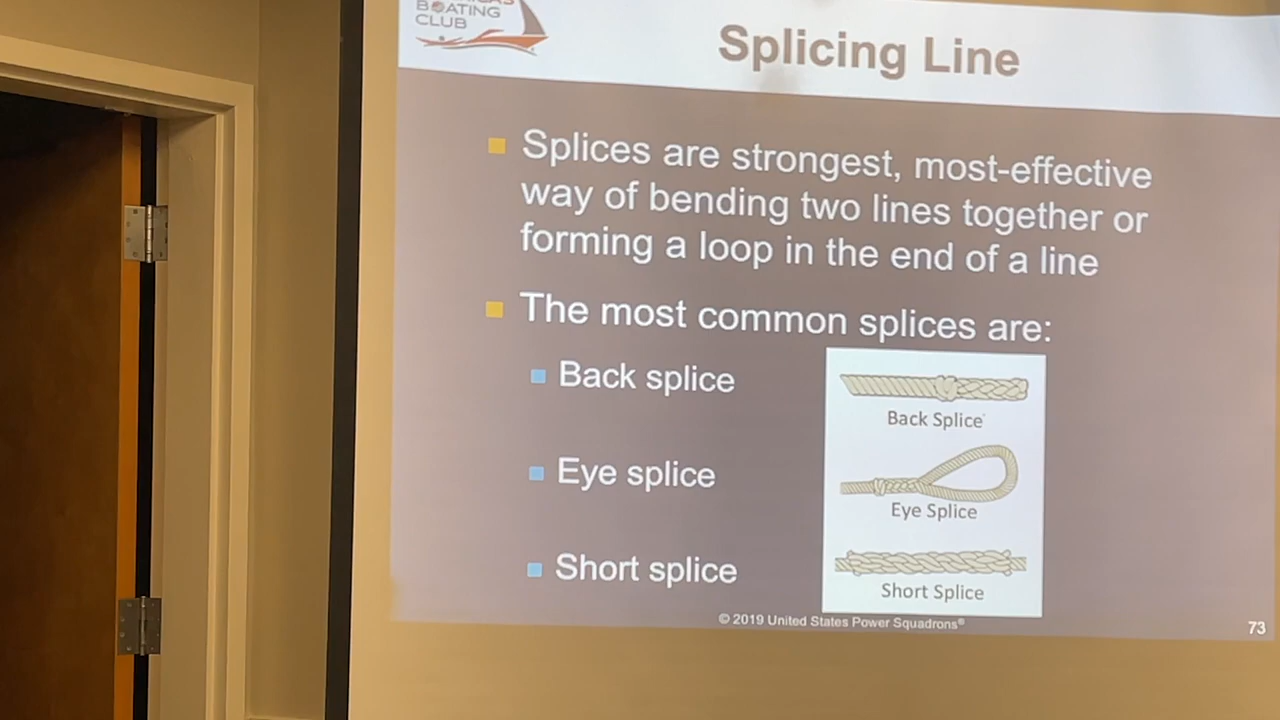 BOATING
CLUB
Splicing Line
Splices are strongest, most-effective
way of bending two lines together or
forming a loop in the end of a line
The most common splices are:
Back splice
Eye splice
Short splice
Back Splice
Eye Splice
Short Splice
© 2019 United States Power Squadrons®
73